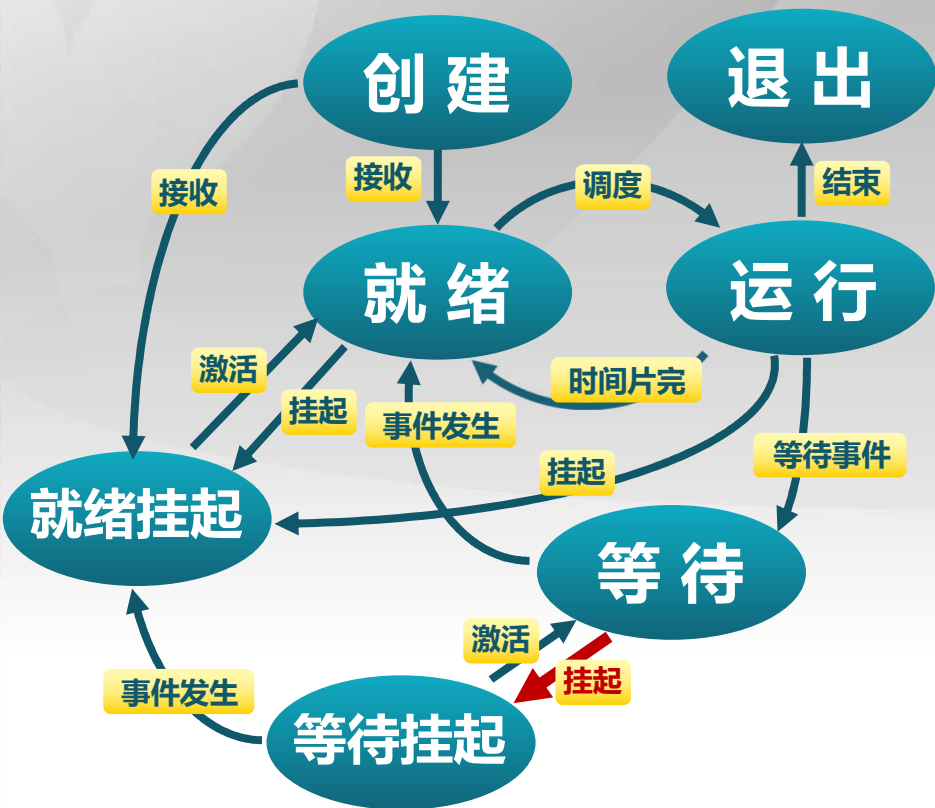 创建
退出
接收
接收
调度
结束
就绪
运行
激活
挂起
时间片完
事件发生
等待事件
挂起
就绪挂起
等待
激活
挂起
事件发生
等待挂起